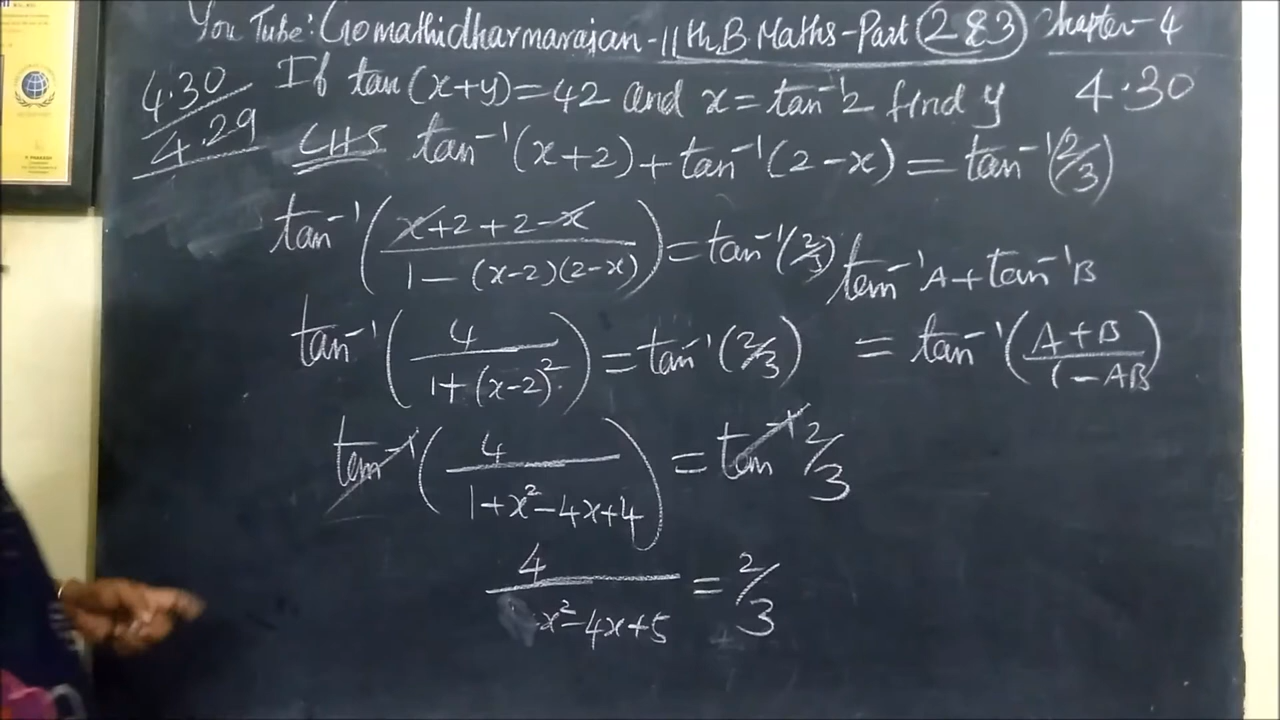 You Tube: Gomathidharmarajan - 11th B. Maths - Part 2 & 3 Chapter - 4
4.30 If tan(x+y)=42 and x=tan⁻¹2 find y 4.30
4.29 LHS tan⁻¹(x+2)+tan⁻¹(2-x)=tan⁻¹(2/3)
tan⁻¹((x+2+2-x)/(1-(x-2)(2-x)))=tan⁻¹(2/3)
tan⁻¹A+tan⁻¹B
tan⁻¹(4/(1+(x-2)²))=tan⁻¹(2/3) = tan⁻¹((A+B)/(1-AB))
tan⁻¹(4/(1+x²-4x+4))=tan⁻¹ 2/3
4/(x²-4x+5)=2/3